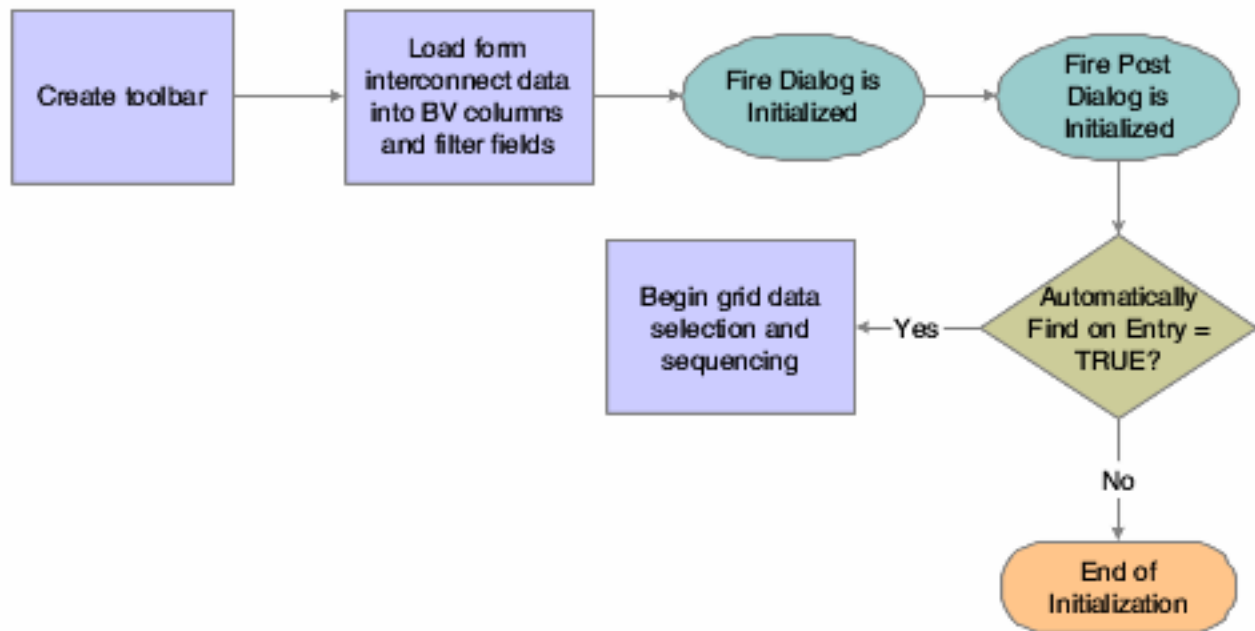 Create toolbar
Load form
interconnect data
into BV columns
and filter fields
Fire Dialog is
Initialized
Fire Post
Dialog is
Initialized
Automatically
Find on Entry =
TRUE?
Yes
Begin grid data
selection and
sequencing
No
End of
Initialization